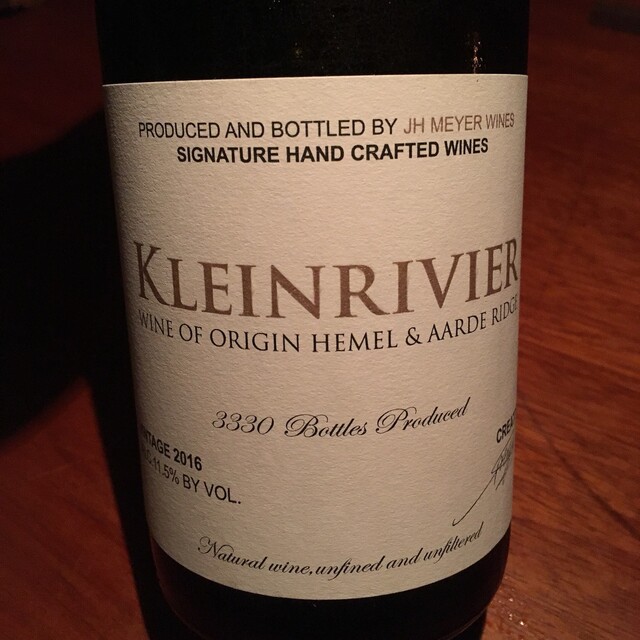 PRODUCED AND BOTTLED BY JH MEYER WINES
SIGNATURE HAND CRAFTED WINES
KLEINRIVIER
WINE OF ORIGIN HEMEL & AARDE RIDGE
3330 Bottles Produced
2016
11.5% BY VOL.
Natural wine, unfined and unfiltered